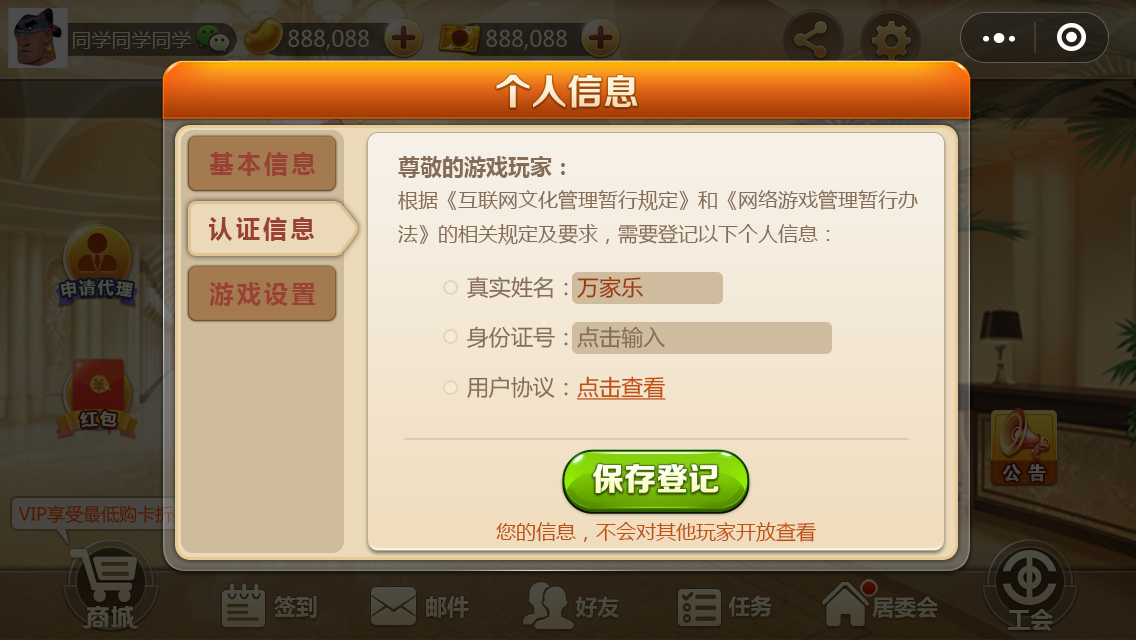 同学同学同学
888,088
888,088
个人信息
基本信息
认证信息
游戏设置
尊敬的游戏玩家：
根据《互联网文化管理暂行规定》和《网络游戏管理暂行办
法》的相关规定及要求，需要登记以下个人信息：
真实姓名：万家乐
身份证号：点击输入
用户协议：点击查看
保存登记
您的信息，不会对其他玩家开放查看
申请代理
红包
公告
VIP享受最低购卡折
商城
签到
邮件
好友
任务
居委会
工会